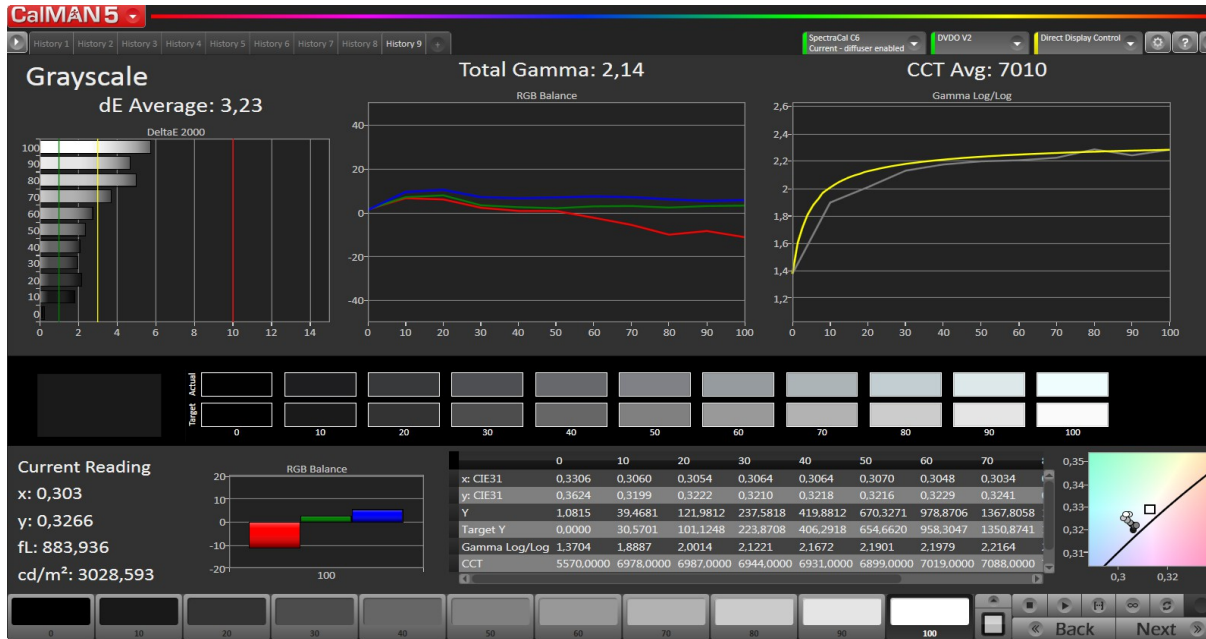 CalMAN 5
History 1 History 2 History 3 History 4 History 5 History 6 History 7 History 8 History 9
SpectraCal C6
Current - diffuser enabled
DVDO V2
Direct Display Control
?
Grayscale
dE Average: 3,23
Total Gamma: 2,14
CCT Avg: 7010
DeltaE 2000
100
90
80
70
60
50
40
30
20
10
0
0 2 4 6 8 10 12 14
RGB Balance
40
20
0
-20
-40
0 10 20 30 40 50 60 70 80 90 100
Gamma Log/Log
2,6
2,4
2,2
2
1,8
1,6
1,4
1,2
0 10 20 30 40 50 60 70 80 90 100
Actual
Target
0 10 20 30 40 50 60 70 80 90 100
Current Reading
x: 0,303
y: 0,3266
fL: 883,936
cd/m²: 3028,593
RGB Balance
20
10
0
-10
-20
100
0 10 20 30 40 50 60 70
x: CIE31 0,3306 0,3060 0,3054 0,3064 0,3064 0,3070 0,3048 0,3034
y: CIE31 0,3624 0,3199 0,3222 0,3210 0,3218 0,3216 0,3229 0,3241
Y 1,0815 39,4681 121,9812 237,5818 419,8812 670,3271 978,8706 1367,8058
Target Y 0,0000 30,5701 101,1248 223,8708 406,2918 654,6620 958,3047 1350,8741
Gamma Log/Log 1,3704 1,8887 2,0014 2,1221 2,1672 2,1901 2,1979 2,2164
CCT 5570,0000 6978,0000 6987,0000 6944,0000 6931,0000 6899,0000 7019,0000 7088,0000
0,35
0,34
0,33
0,32
0,31
0,3 0,32
0 10 20 30 40 50 60 70 80 90 100
Back Next